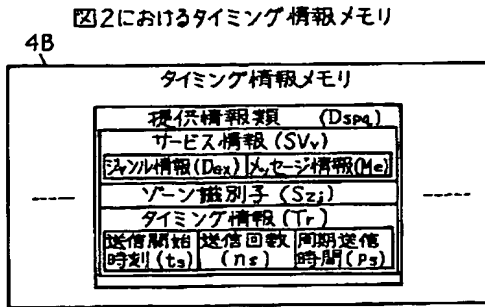 図2におけるタイミング情報メモリ
4B
タイミング情報メモリ
提供情報類 (Dspq)
サービス情報 (SVv)
ジャンル情報(Dex) メッセージ情報(Me)
ゾーン識別子 (Szj)
タイミング情報 (Tr)
送信開始時刻(ts) 送信回数(ns) 周期送信時間(Ps)